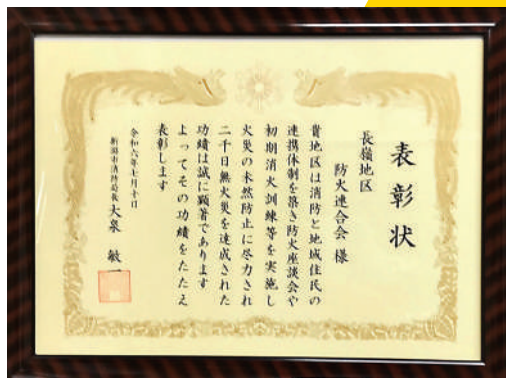 表彰状
長嶺地区
防火連合会 様
貴地区は消防と地域住民の
連携体制を築き防火座談会や
初期消火訓練等を実施し
火災の未然防止に尽力され
二千日無火災を達成された
功績は誠に顕著であります
よってその功績をたたえ
表彰します
令和六年七月十日
新潟市消防局長 大泉 敏一